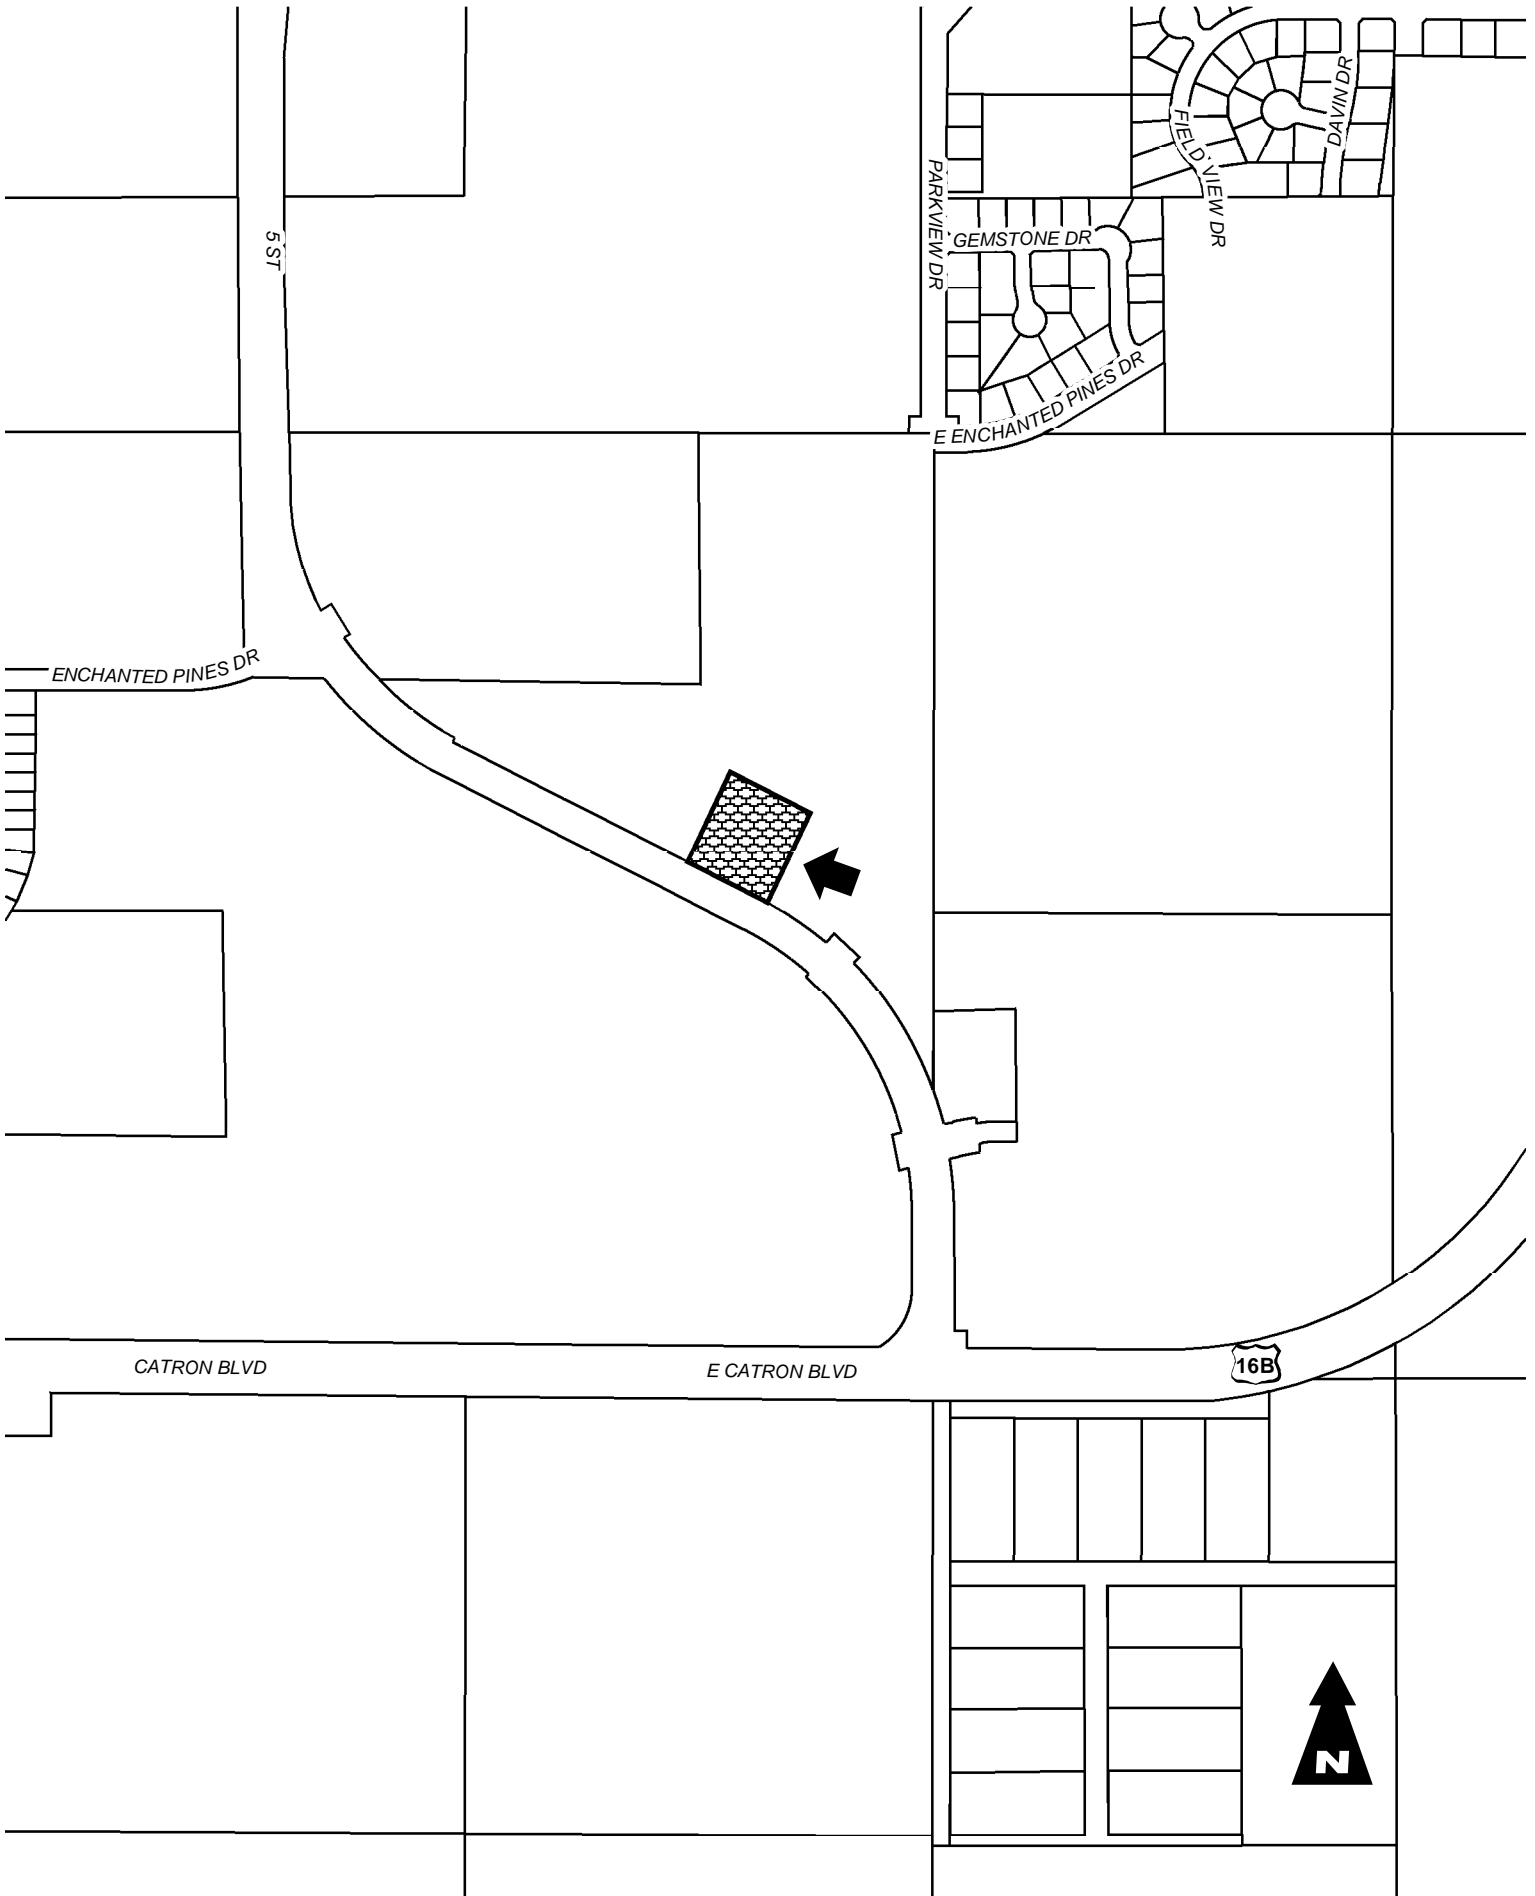 DAVIN DR
FIELD VIEW DR
PARKVIEW DR
GEMSTONE DR
5 ST
E ENCHANTED PINES DR
ENCHANTED PINES DR
CATRON BLVD
E CATRON BLVD
16B
N